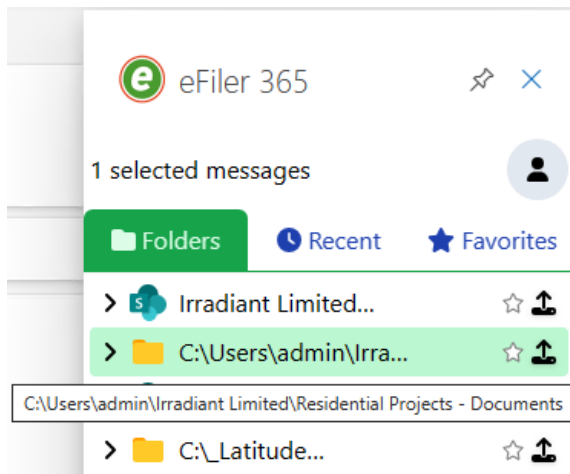 e eFiler 365
1 selected messages
Folders Recent Favorites
S Irradiant Limited...
C:\Users\admin\Irra...
C:\Users\admin\Irradiant Limited\Residential Projects - Documents
C:\_Latitude...